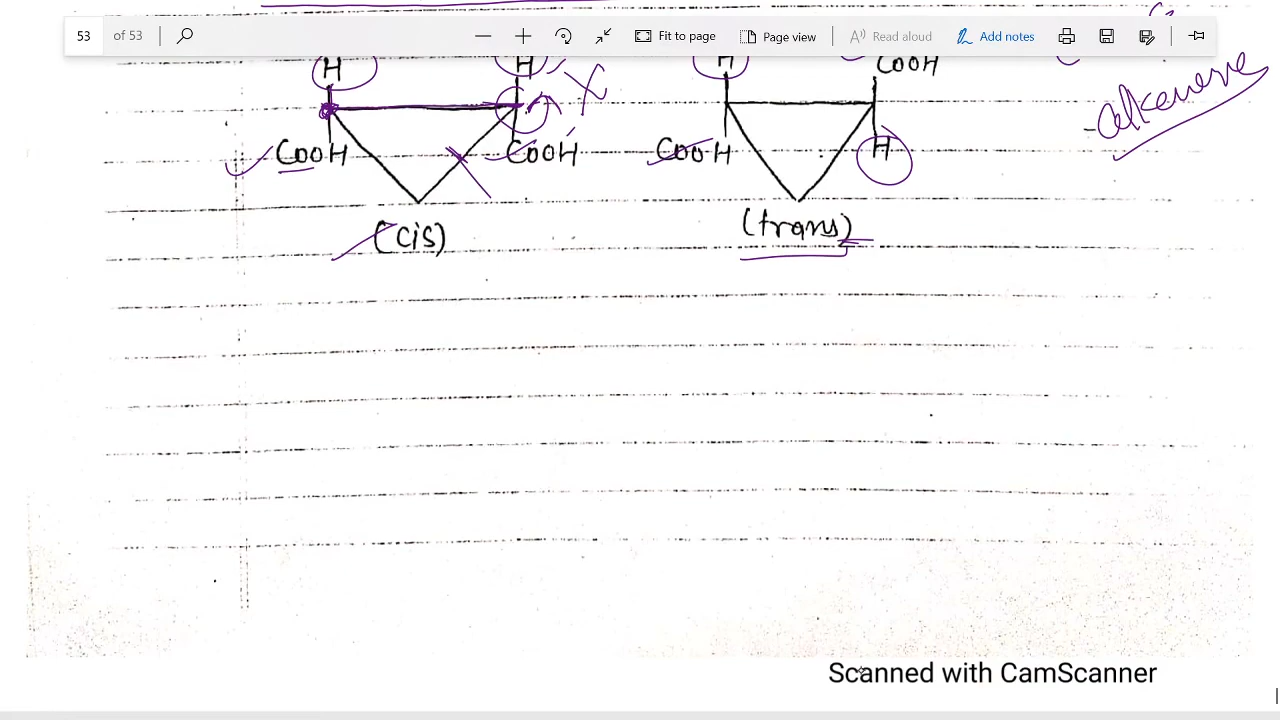 53 of 53 Fit to page Page view Read aloud Add notes
H H H COOH
alkenene
COOH COOH COOH H
(cis) (trans)
Scanned with CamScanner